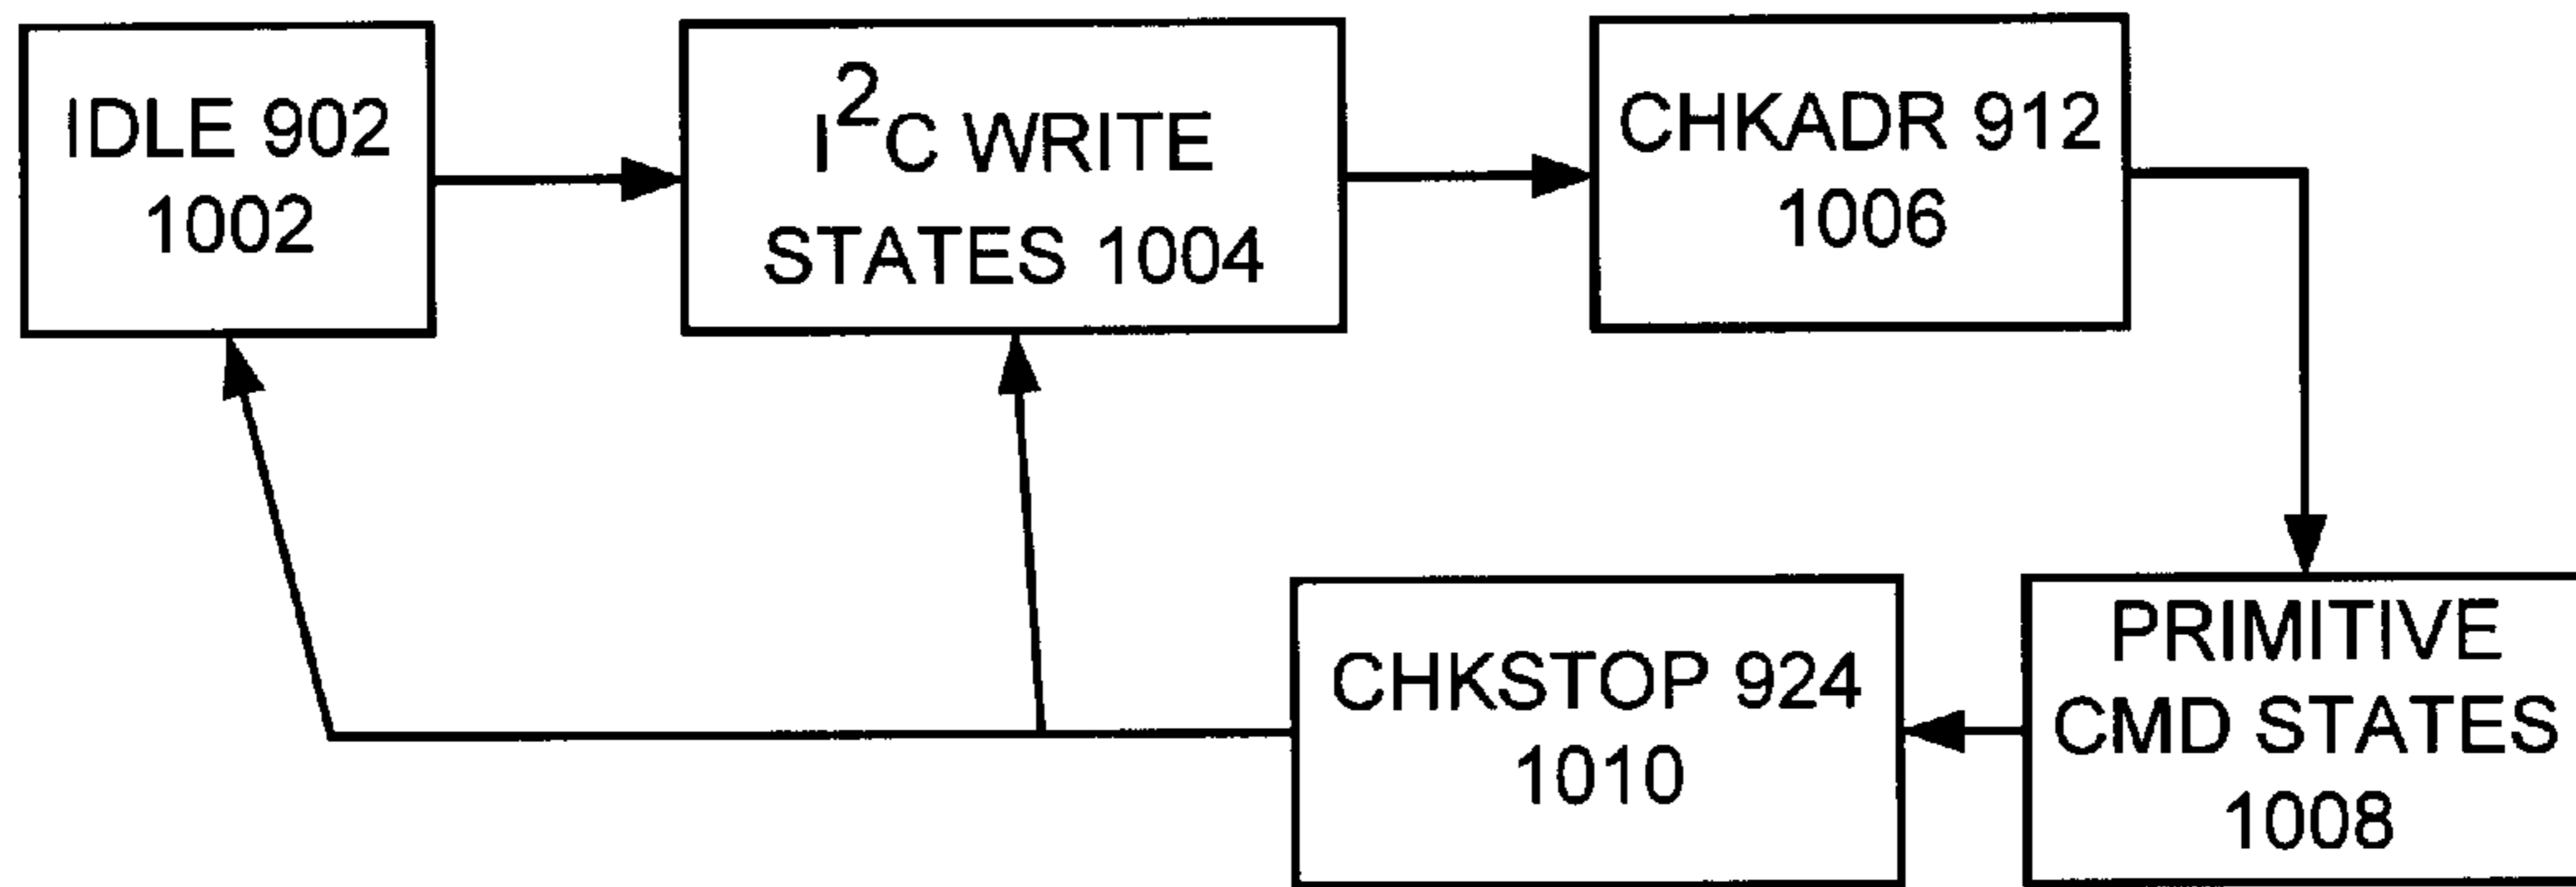 IDLE 902
1002
I²C WRITE
STATES 1004
CHKADR 912
1006
CHKSTOP 924
1010
PRIMITIVE
CMD STATES
1008